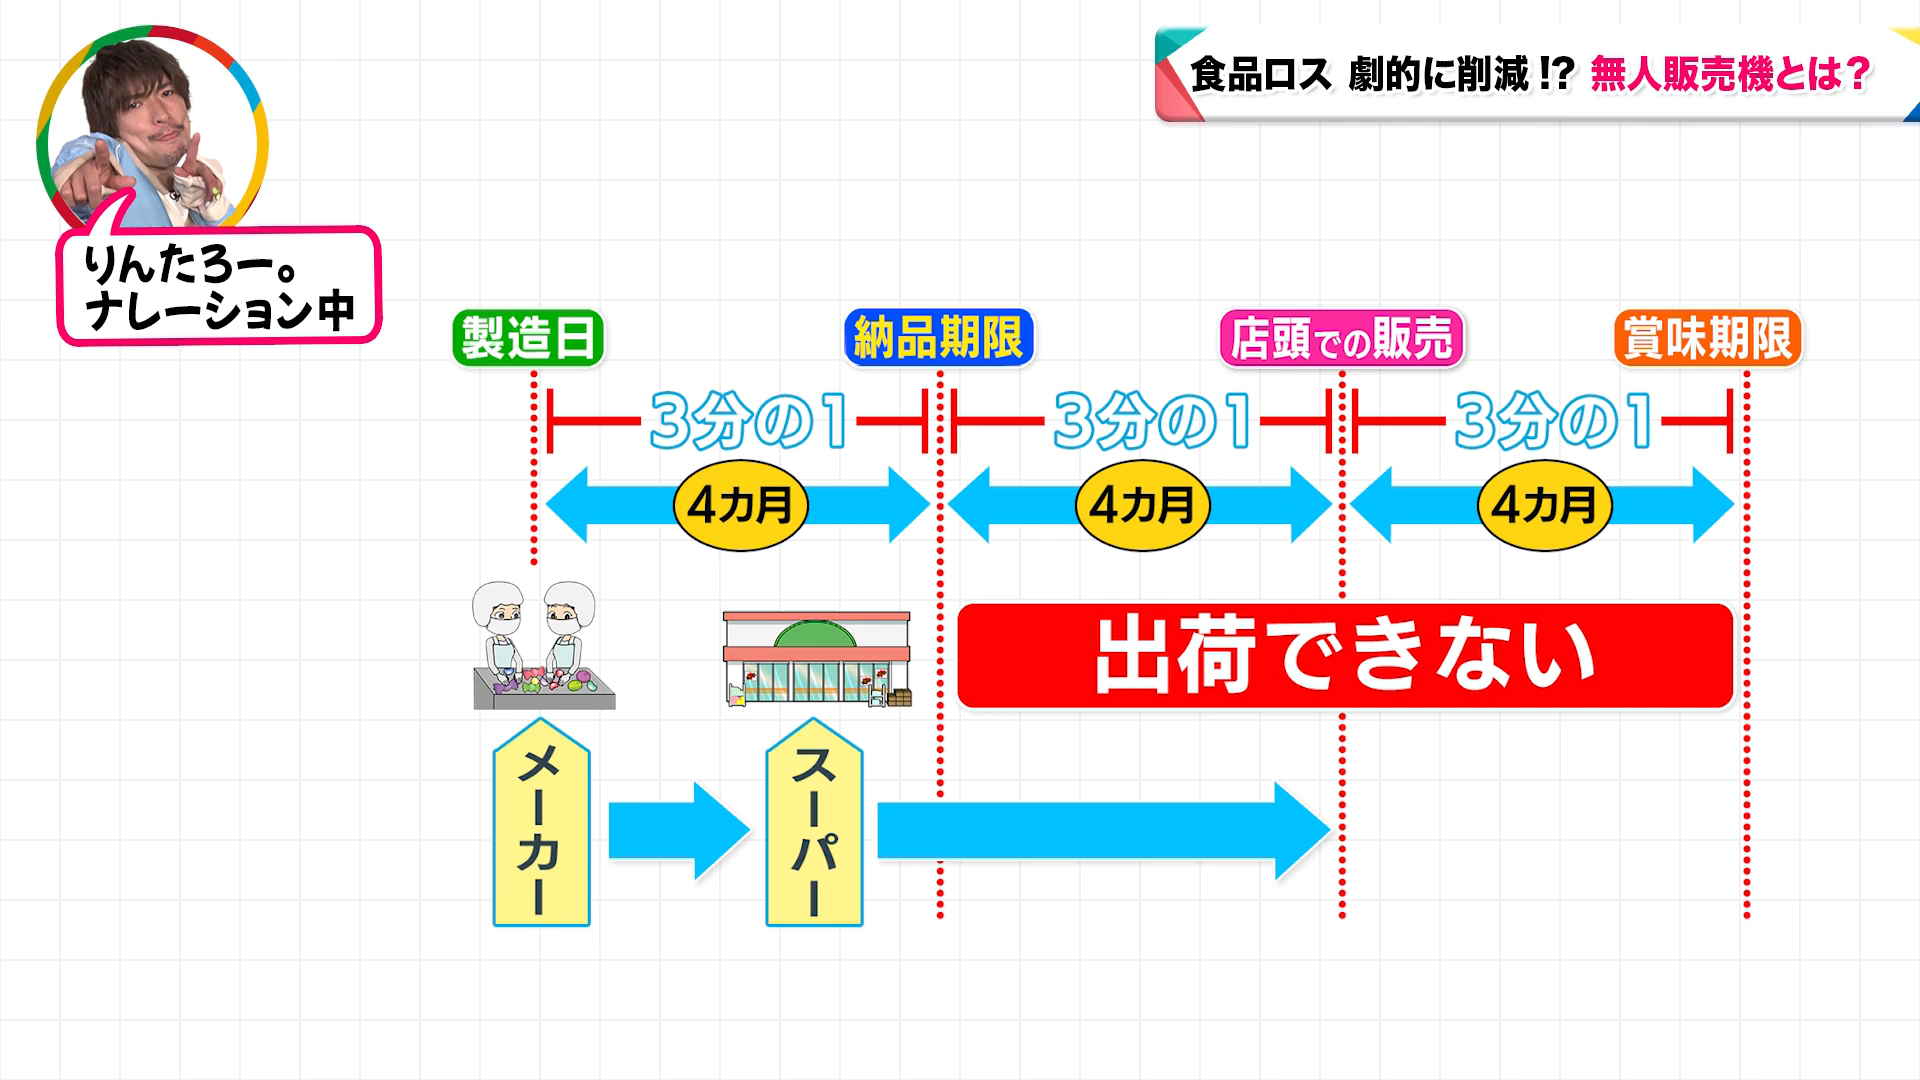 食品ロス 劇的に削減!? 無人販売機とは?
りんたろー。
ナレーション中
製造日
納品期限
店頭での販売
賞味期限
3分の1
3分の1
3分の1
4カ月
4カ月
4カ月
出荷できない
メーカー
スーパー